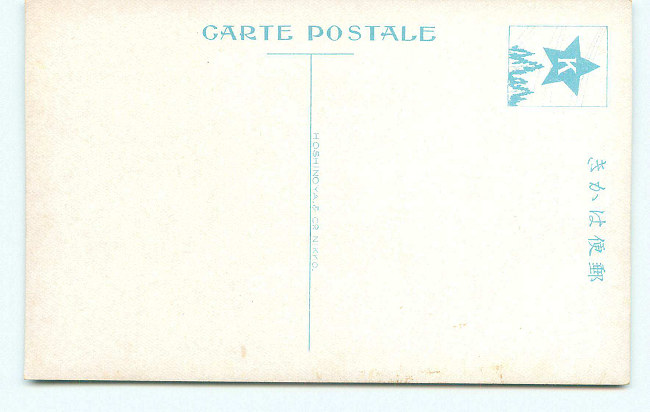 CARTE POSTALE
K
HOSHINOYA & CO. NIKKO.
きかは便郵